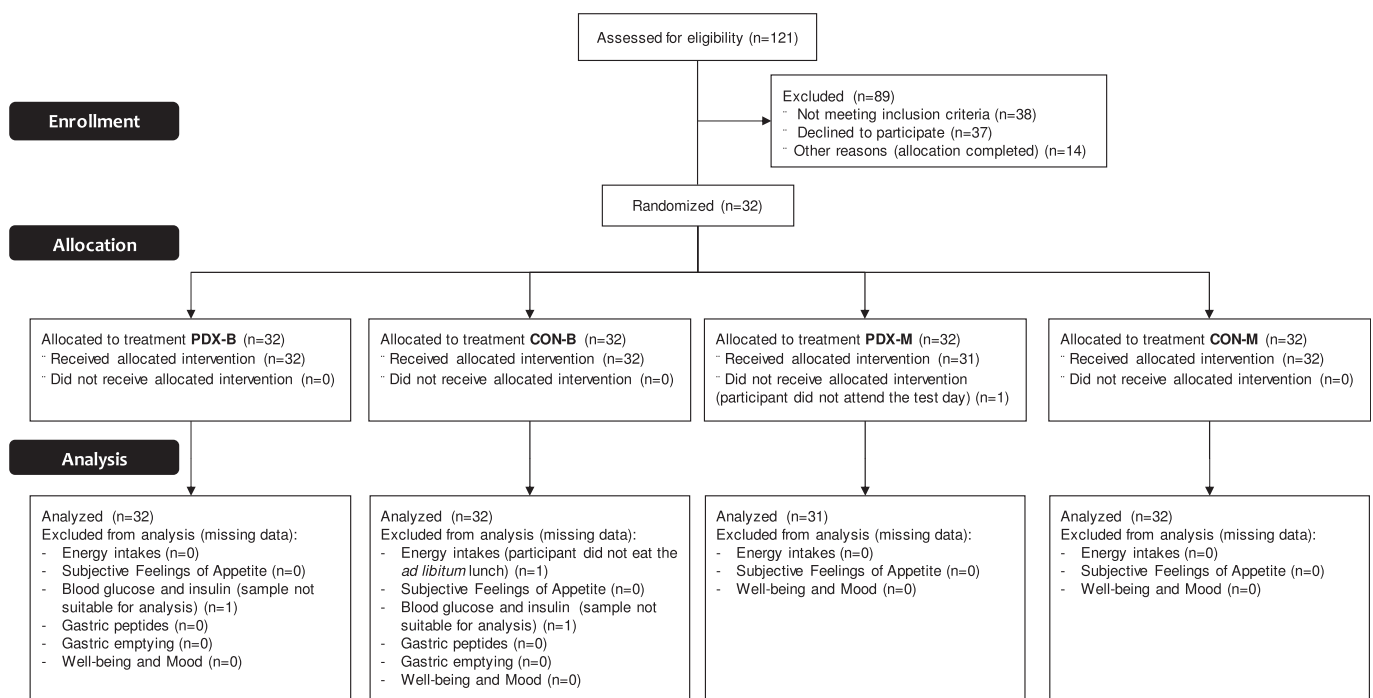 Assessed for eligibility (n=121)
Enrollment
Excluded (n=89)
¨ Not meeting inclusion criteria (n=38)
¨ Declined to participate (n=37)
¨ Other reasons (allocation completed) (n=14)
Randomized (n=32)
Allocation
Allocated to treatment PDX-B (n=32)
¨ Received allocated intervention (n=32)
¨ Did not receive allocated intervention (n=0)
Allocated to treatment CON-B (n=32)
¨ Received allocated intervention (n=32)
¨ Did not receive allocated intervention (n=0)
Allocated to treatment PDX-M (n=32)
¨ Received allocated intervention (n=31)
¨ Did not receive allocated intervention
(participant did not attend the test day) (n=1)
Allocated to treatment CON-M (n=32)
¨ Received allocated intervention (n=32)
¨ Did not receive allocated intervention (n=0)
Analysis
Analyzed (n=32)
Excluded from analysis (missing data):
- Energy intakes (n=0)
- Subjective Feelings of Appetite (n=0)
- Blood glucose and insulin (sample not
suitable for analysis) (n=1)
- Gastric peptides (n=0)
- Gastric emptying (n=0)
- Well-being and Mood (n=0)
Analyzed (n=32)
Excluded from analysis (missing data):
- Energy intakes (participant did not eat the
ad libitum lunch) (n=1)
- Subjective Feelings of Appetite (n=0)
- Blood glucose and insulin (sample not
suitable for analysis) (n=1)
- Gastric peptides (n=0)
- Gastric emptying (n=0)
- Well-being and Mood (n=0)
Analyzed (n=31)
Excluded from analysis (missing data):
- Energy intakes (n=0)
- Subjective Feelings of Appetite (n=0)
- Well-being and Mood (n=0)
Analyzed (n=32)
Excluded from analysis (missing data):
- Energy intakes (n=0)
- Subjective Feelings of Appetite (n=0)
- Well-being and Mood (n=0)